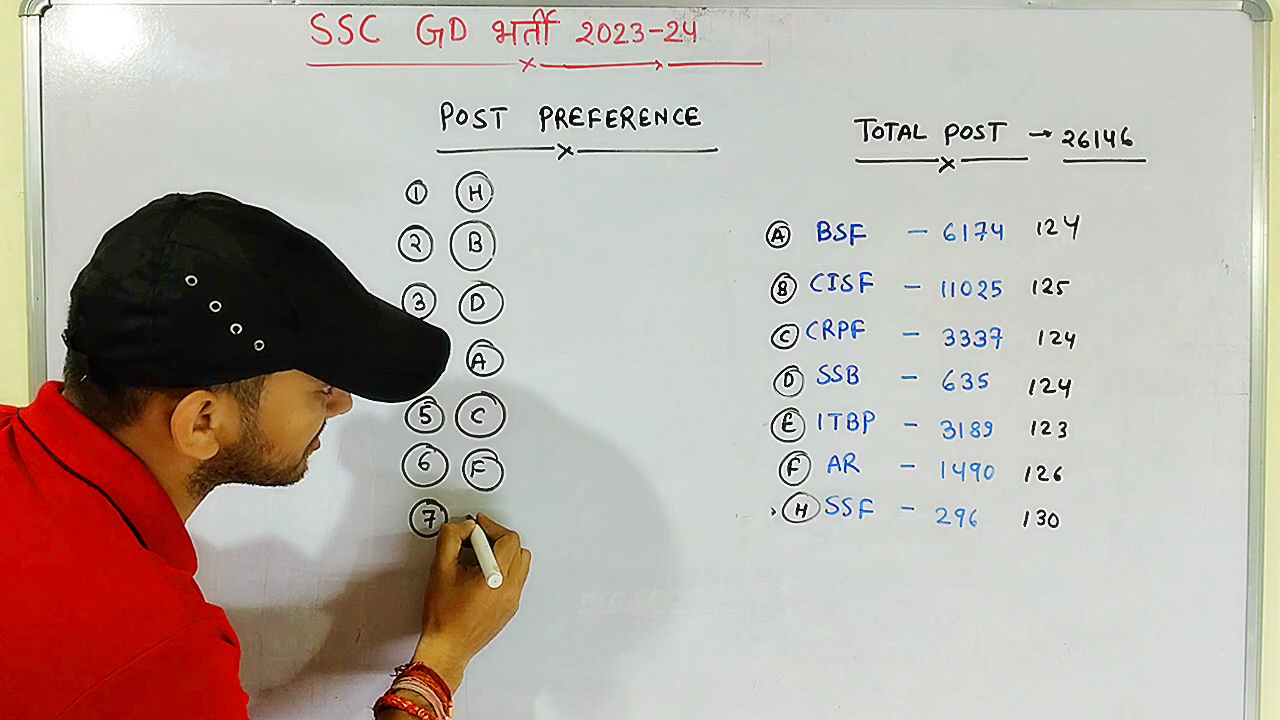 SSC GD भर्ती 2023-24
POST PREFERENCE
1 H
2 B
3 D
A
5 C
6 F
7
TOTAL POST → 26146
A BSF - 6174 124
B CISF - 11025 125
C CRPF - 3337 124
D SSB - 635 124
E ITBP - 3189 123
F AR - 1490 126
H SSF - 296 130